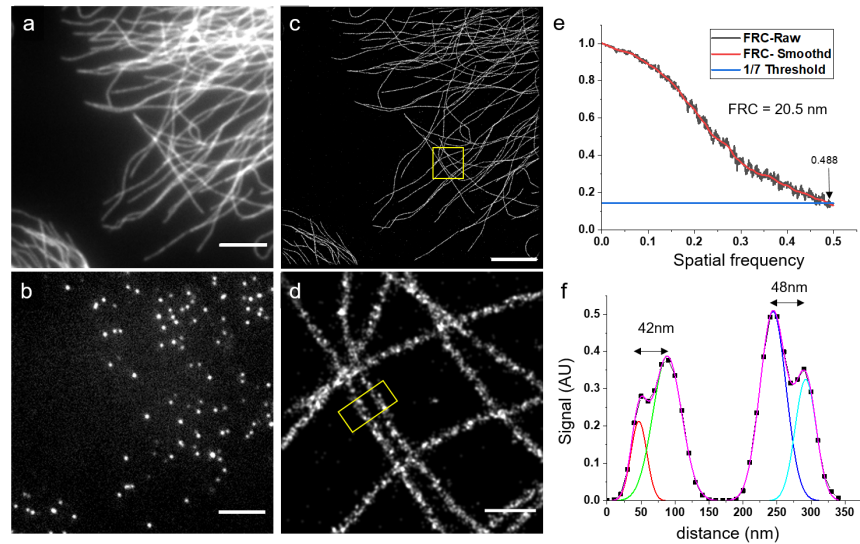 a
c
e
FRC-Raw
FRC- Smoothd
1/7 Threshold
FRC = 20.5 nm
0.488
1.0
0.8
0.6
0.4
0.2
0.0
0.0 0.1 0.2 0.3 0.4 0.5
Spatial frequency
b
d
f
48nm
42nm
0.5
0.4
0.3
0.2
0.1
0.0
Signal (AU)
0 50 100 150 200 250 300 350
distance (nm)